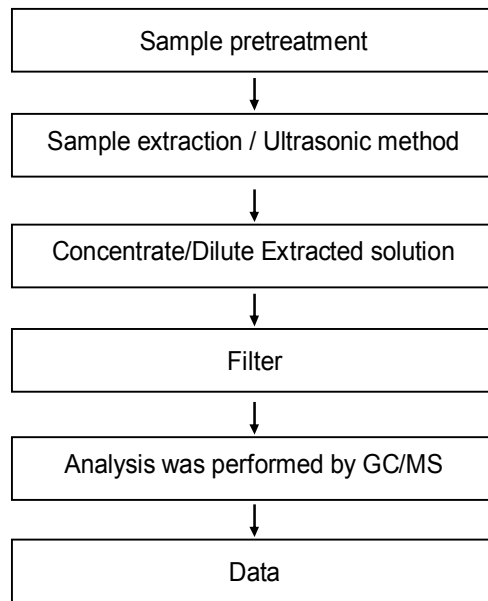 Sample pretreatment
Sample extraction / Ultrasonic method
Concentrate/Dilute Extracted solution
Filter
Analysis was performed by GC/MS
Data